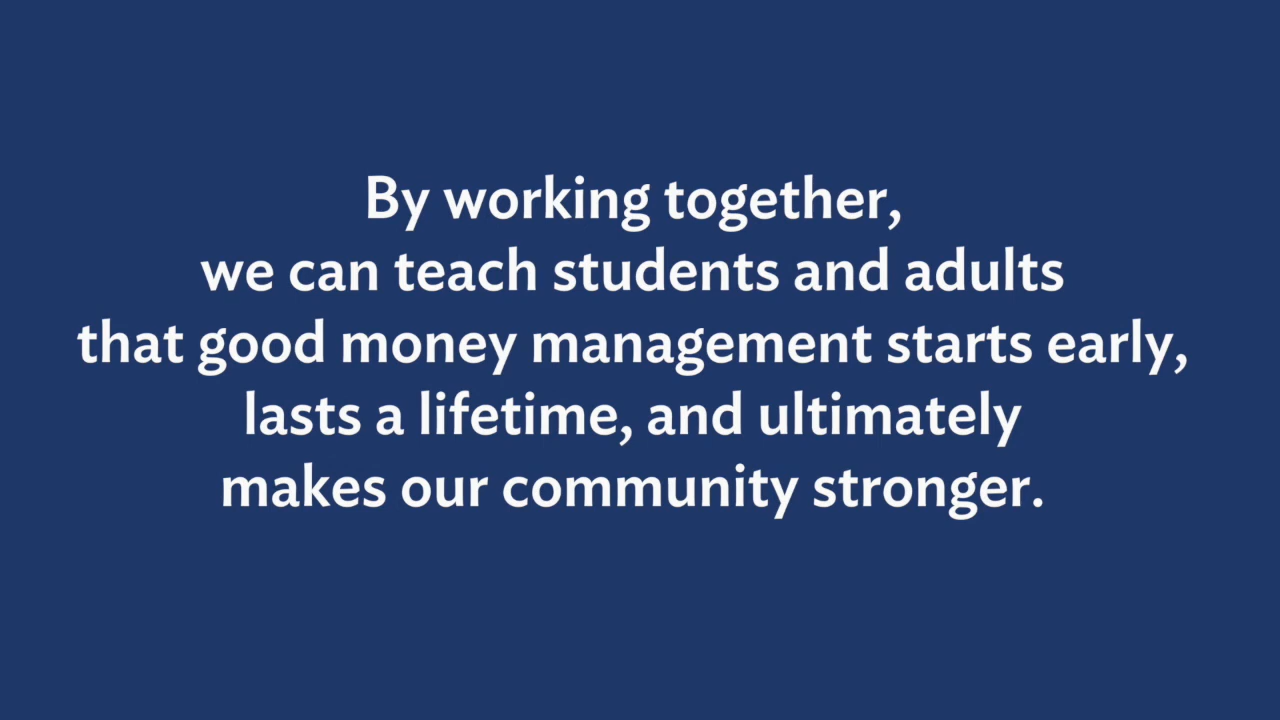 By working together,
we can teach students and adults
that good money management starts early,
lasts a lifetime, and ultimately
makes our community stronger.